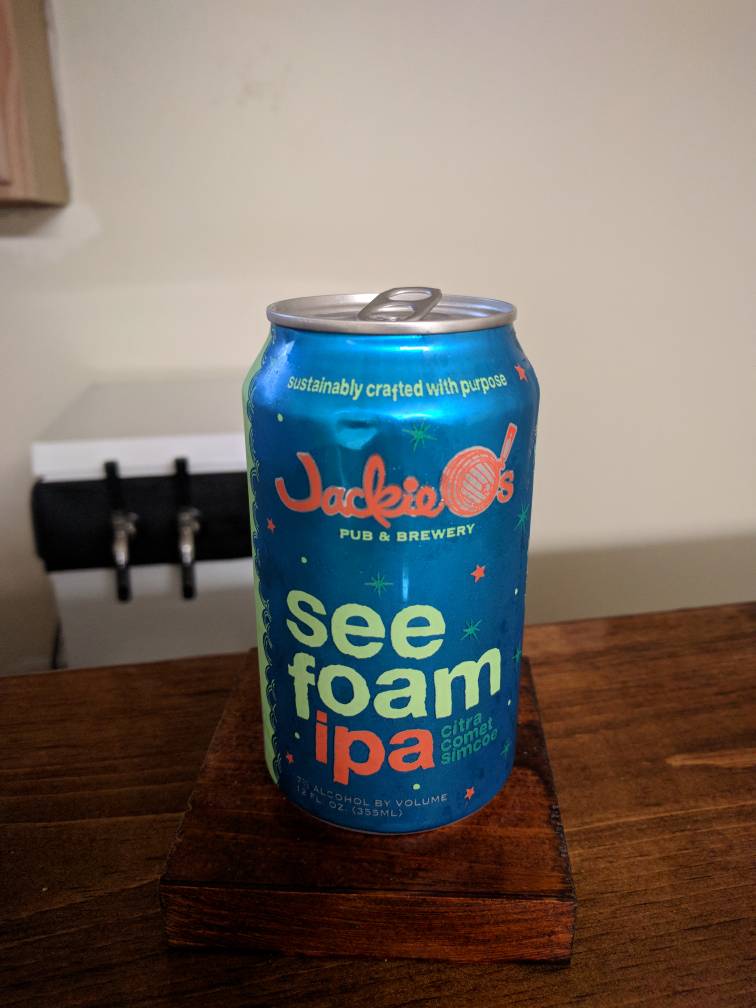 sustainably crafted with purpose
Jackie O's
PUB & BREWERY
see
foam
ipa
citra
comet
simcoe
7% ALCOHOL BY VOLUME
12 FL. OZ. (355ML)